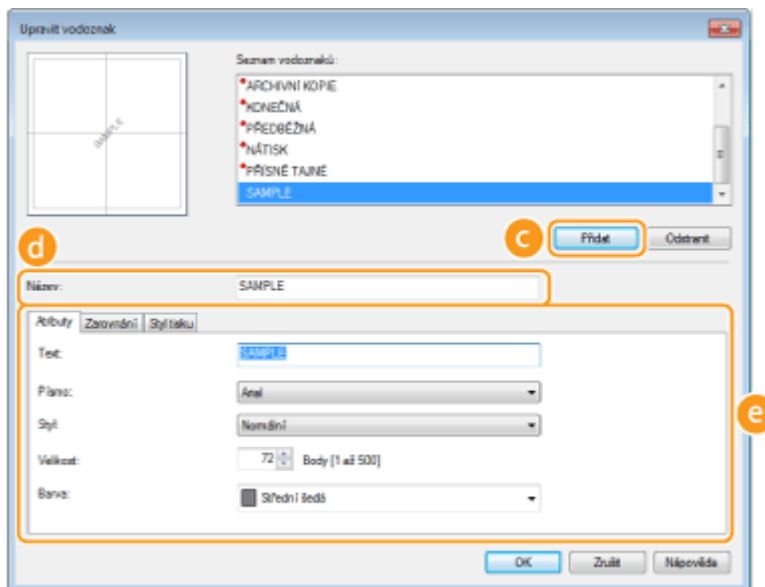 Upravit vodoznak
Seznam vodoznaků:
SAMPLE
*ARCHIVNÍ KOPIE
*KONEČNÁ
*PŘEDBĚŽNÁ
*NÁTISK
*PŘÍSNĚ TAJNÉ
SAMPLE
c Přidat Odstranit
d
Název: SAMPLE
Atributy Zarovnání Styl tisku
Text: SAMPLE
Písmo: Arial
Styl: Normální
e
Velikost: 72 Body [1 až 500]
Barva: Střední šedá
OK Zrušit Nápověda